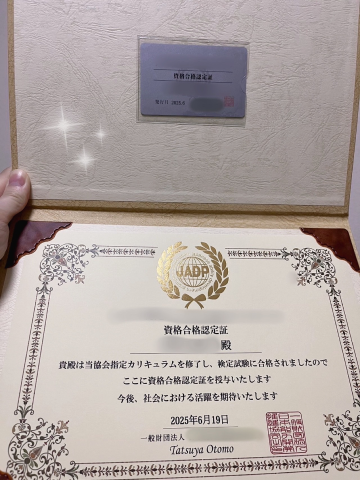 資格合格認定証
JADP
資格合格認定証
殿
貴殿は当協会指定カリキュラムを修了し、検定試験に合格されましたので
ここに資格合格認定証を授与いたします
今後、社会における活躍を期待いたします
2025年6月19日
一般財団法人
Tatsuya Otomo